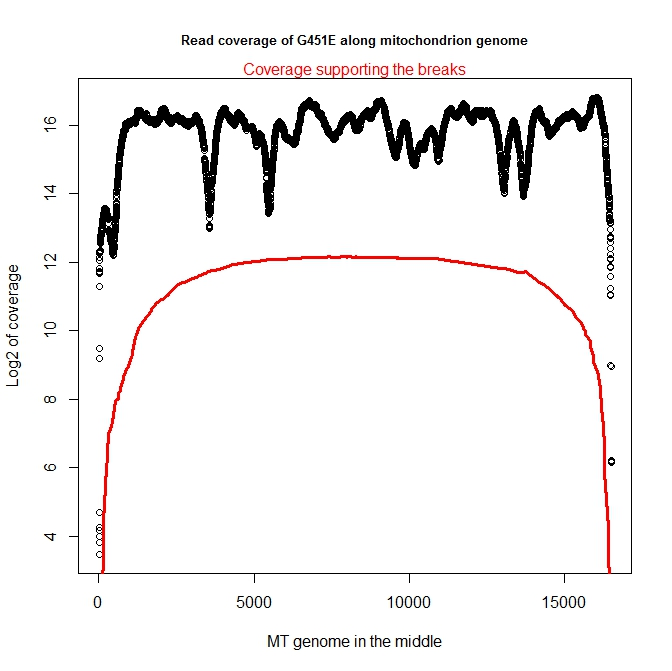 Read coverage of G451E along mitochondrion genome
Coverage supporting the breaks
16
14
12
10
8
6
4
Log2 of coverage
0 5000 10000 15000
MT genome in the middle